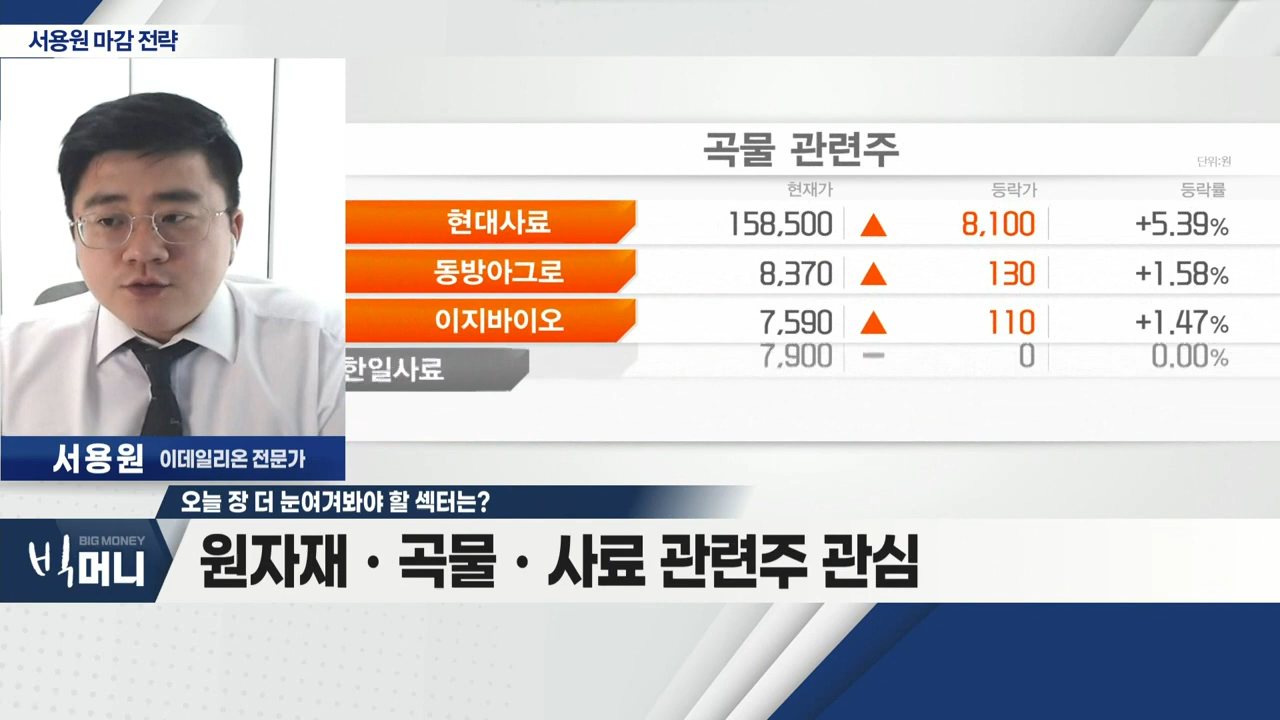 서용원 마감 전략
곡물 관련주
단위:원
현재가 등락가 등락률
현대사료 158,500 ▲ 8,100 +5.39%
동방아그로 8,370 ▲ 130 +1.58%
이지바이오 7,590 ▲ 110 +1.47%
한일사료 7,900 – 0 0.00%
서용원 이데일리온 전문가
오늘 장 더 눈여겨봐야 할 섹터는?
BIG MONEY
빅머니
원자재·곡물·사료 관련주 관심